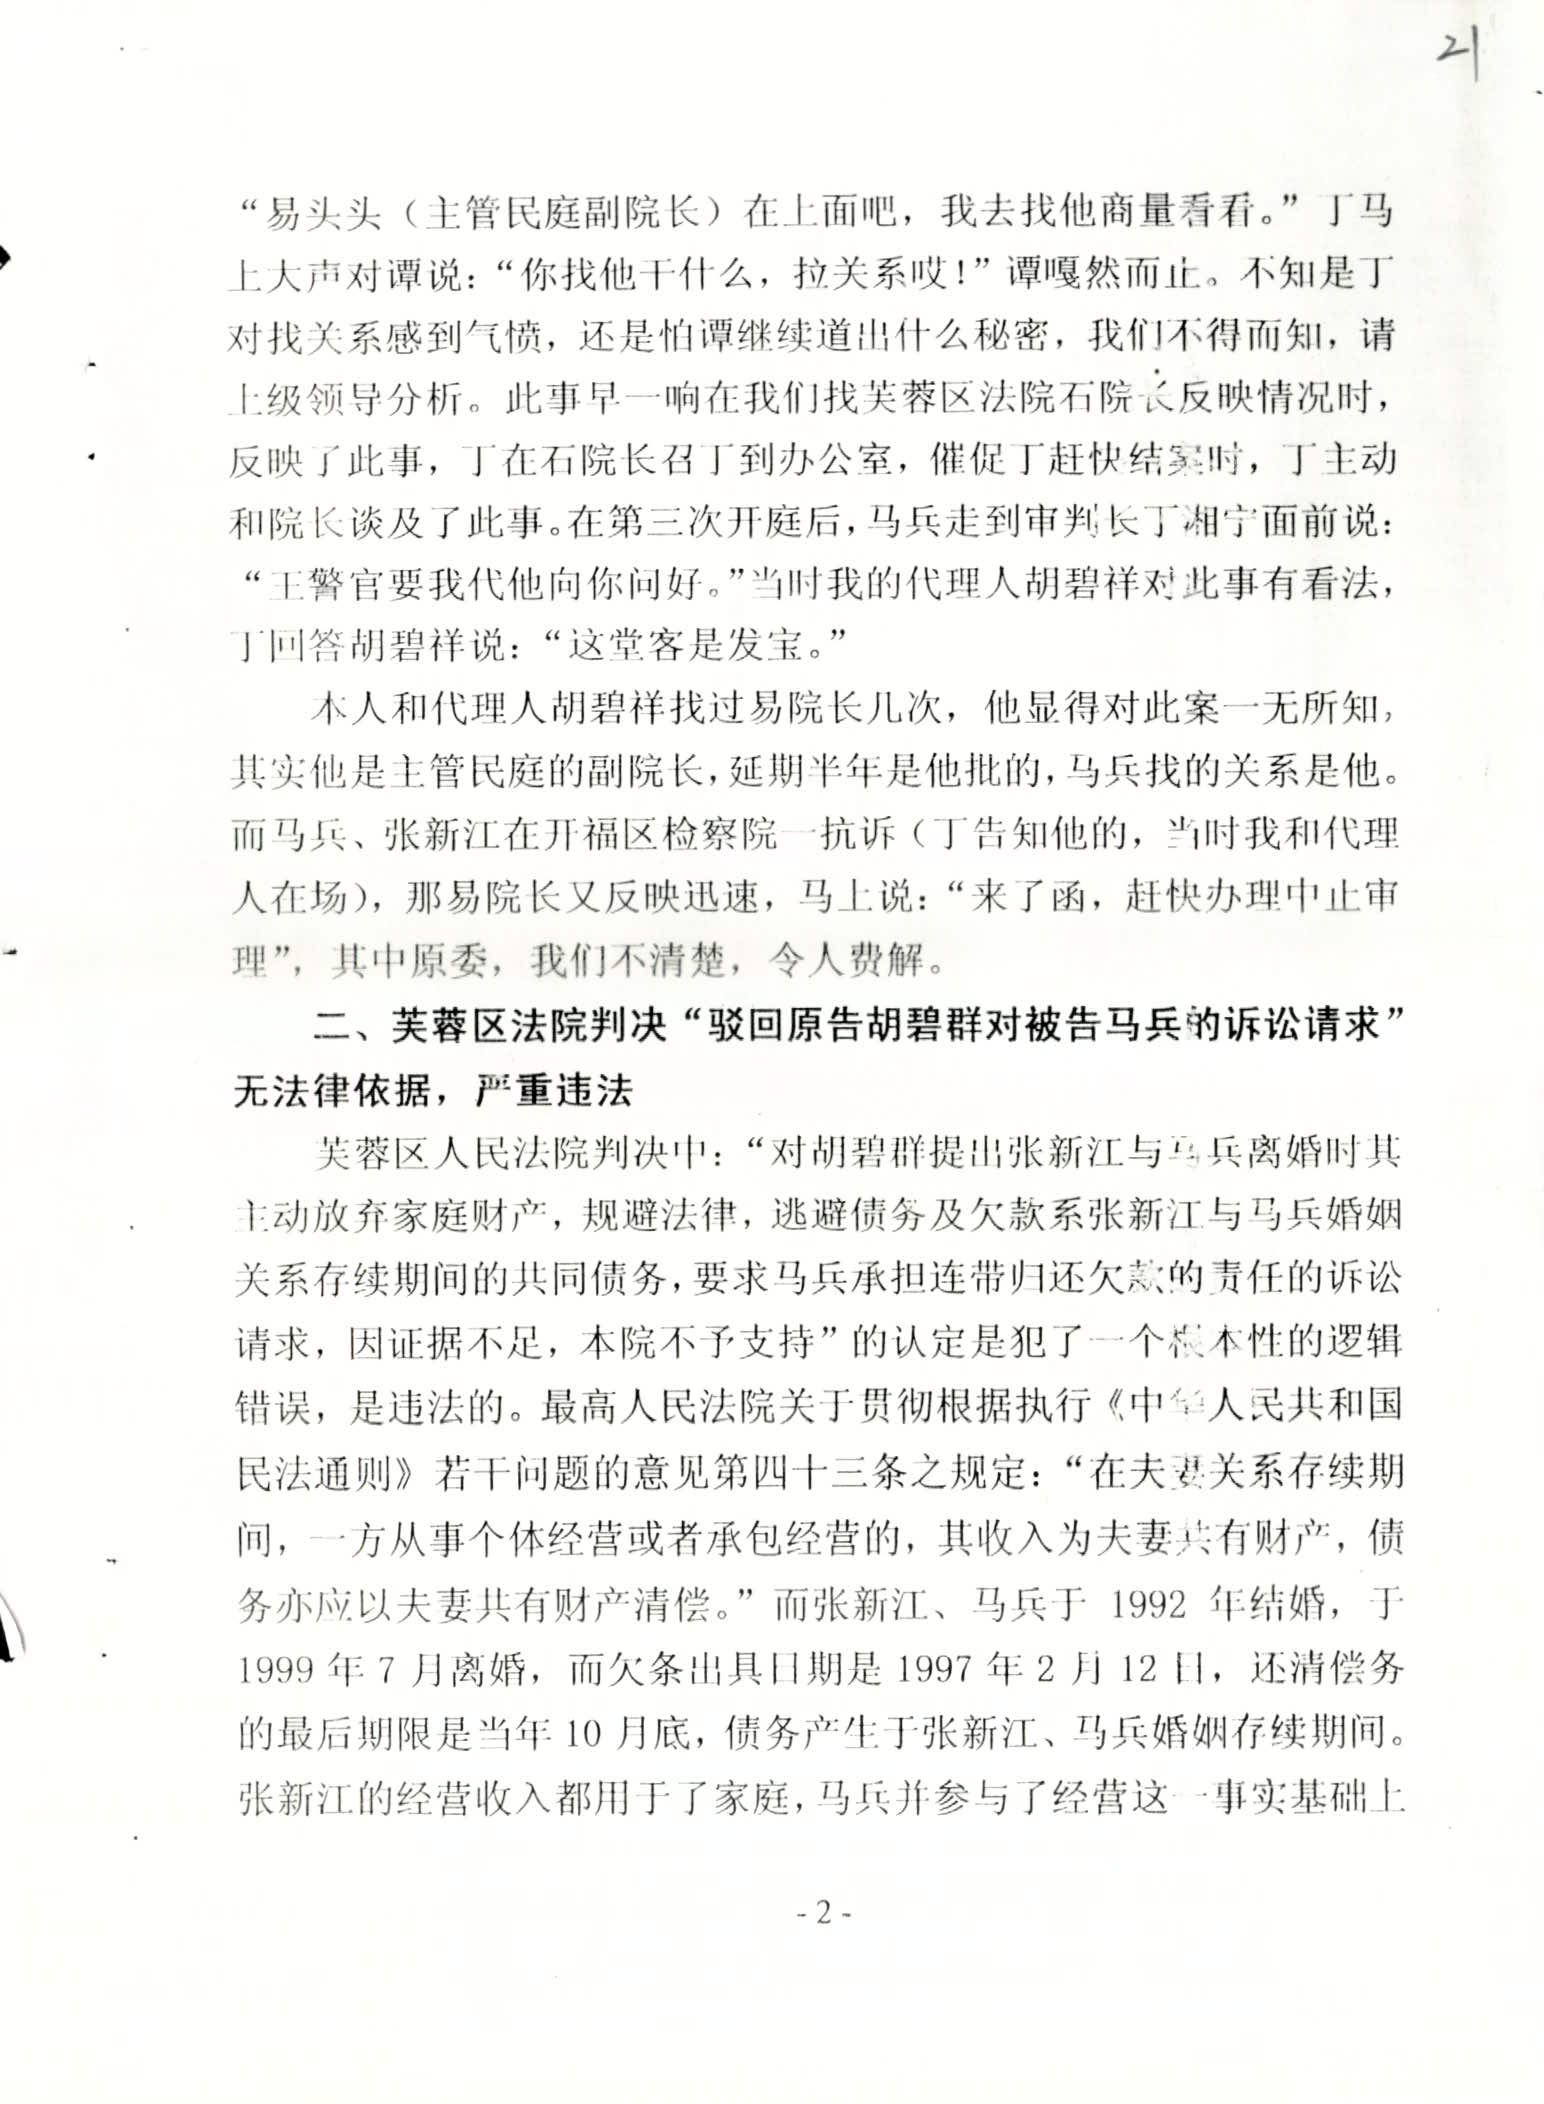 21
“易头头（主管民庭副院长）在上面吧，我去找他商量看看。”丁马
上大声对谭说：“你找他干什么，拉关系哎！”谭嘎然而止。不知是丁
对找关系感到气愤，还是怕谭继续道出什么秘密，我们不得而知，请
上级领导分析。此事早一响在我们找芙蓉区法院石院长反映情况时，
反映了此事，丁在石院长召丁到办公室，催促丁赶快结案时，丁主动
和院长谈及了此事。在第三次开庭后，马兵走到审判长丁湘宁面前说：
“王警官要我代他向你问好。”当时我的代理人胡碧祥对此事有看法，
丁回答胡碧祥说：“这堂客是发宝。”
本人和代理人胡碧祥找过易院长几次，他显得对此案一无所知，
其实他是主管民庭的副院长，延期半年是他批的，马兵找的关系是他。
而马兵、张新江在开福区检察院一抗诉（丁告知他的，当时我和代理
人在场），那易院长又反映迅速，马上说：“来了函，赶快办理中止审
理”，其中原委，我们不清楚，令人费解。
二、芙蓉区法院判决“驳回原告胡碧群对被告马兵的诉讼请求”
无法律依据，严重违法
芙蓉区人民法院判决中：“对胡碧群提出张新江与马兵离婚时其
主动放弃家庭财产，规避法律，逃避债务及欠款系张新江与马兵婚姻
关系存续期间的共同债务，要求马兵承担连带归还欠款的责任的诉讼
请求，因证据不足，本院不予支持”的认定是犯了一个根本性的逻辑
错误，是违法的。最高人民法院关于贯彻根据执行《中华人民共和国
民法通则》若干问题的意见第四十三条之规定：“在夫妻关系存续期
间，一方从事个体经营或者承包经营的，其收入为夫妻共有财产，债
务亦应以夫妻共有财产清偿。”而张新江、马兵于 1992 年结婚，于
1999 年 7 月离婚，而欠条出具日期是 1997 年 2 月 12 日，还清偿务
的最后期限是当年 10 月底，债务产生于张新江、马兵婚姻存续期间。
张新江的经营收入都用于了家庭，马兵并参与了经营这一事实基础上
- 2 -